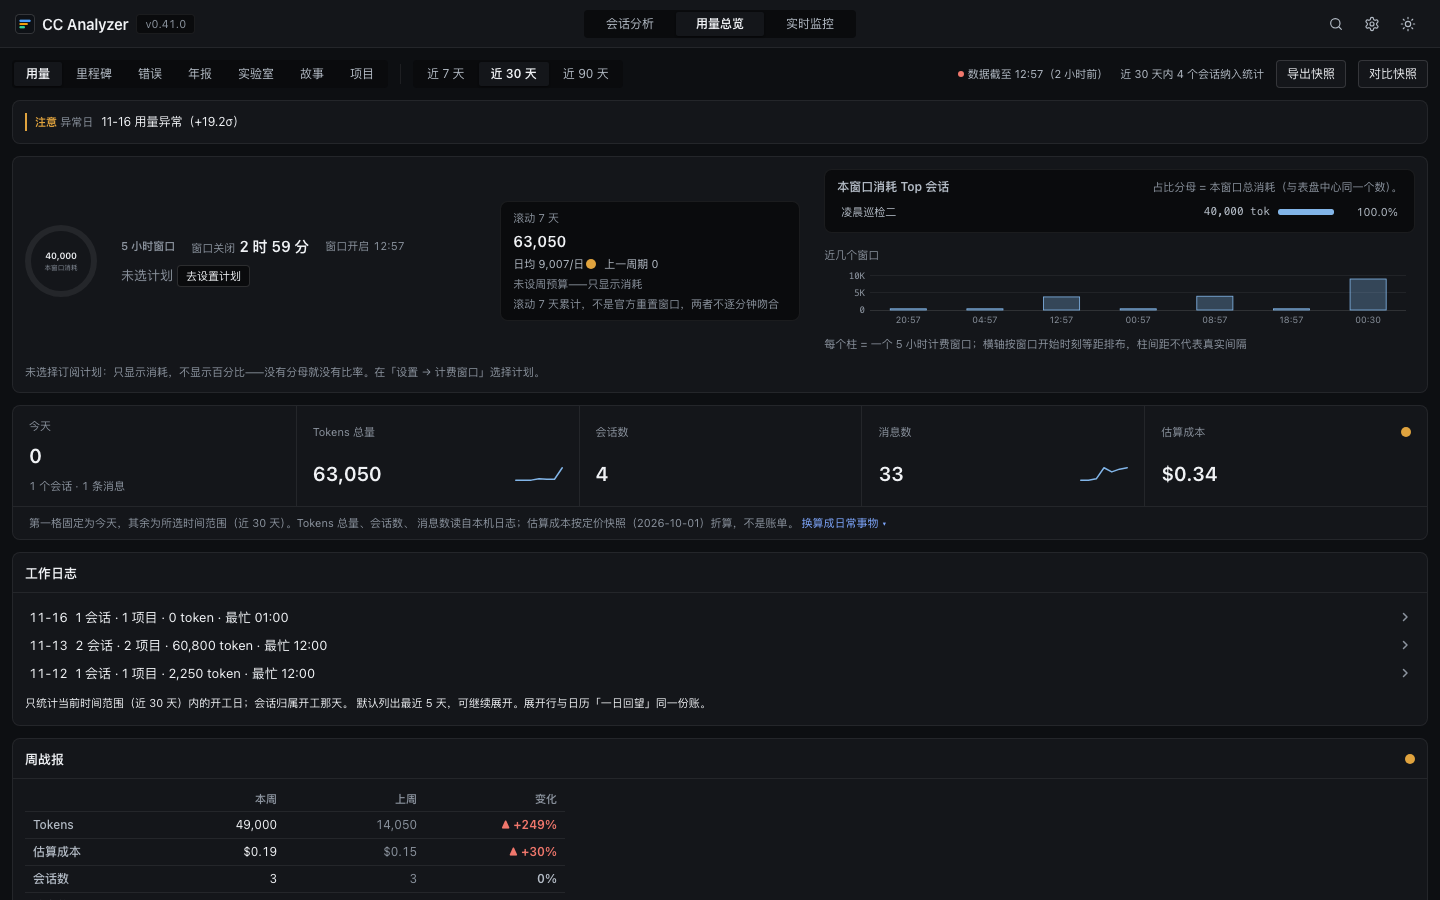 CC Analyzer v0.41.0 会话分析 用量总览 实时监控
用量 里程碑 错误 年报 实验室 故事 项目 近 7 天 近 30 天 近 90 天 数据截至 12:57（2 小时前） 近 30 天内 4 个会话纳入统计 导出快照 对比快照
注意 异常日 11-16 用量异常（+19.2σ）
40,000
本窗口消耗
5 小时窗口 窗口关闭 2 时 59 分 窗口开启 12:57
未选计划 去设置计划
滚动 7 天
63,050
日均 9,007/日 上一周期 0
未设周预算——只显示消耗
滚动 7 天累计，不是官方重置窗口，两者不逐分钟吻合
本窗口消耗 Top 会话 占比分母 = 本窗口总消耗（与表盘中心同一个数）。
凌晨巡检二 40,000 tok 100.0%
近几个窗口
10K
5K
0
20:57 04:57 12:57 00:57 08:57 18:57 00:30
每个柱 = 一个 5 小时计费窗口；横轴按窗口开始时刻等距排布，柱间距不代表真实间隔
未选择订阅计划：只显示消耗，不显示百分比——没有分母就没有比率。在「设置 → 计费窗口」选择计划。
今天
0
1 个会话 · 1 条消息
Tokens 总量
63,050
会话数
4
消息数
33
估算成本
$0.34
第一格固定为今天，其余为所选时间范围（近 30 天）。Tokens 总量、会话数、 消息数读自本机日志；估算成本按定价快照（2026-10-01）折算，不是账单。 换算成日常事物 ▾
工作日志
11-16 1 会话 · 1 项目 · 0 token · 最忙 01:00
11-13 2 会话 · 2 项目 · 60,800 token · 最忙 12:00
11-12 1 会话 · 1 项目 · 2,250 token · 最忙 12:00
只统计当前时间范围（近 30 天）内的开工日；会话归属开工那天。 默认列出最近 5 天，可继续展开。展开行与日历「一日回望」同一份账。
周战报
本周 上周 变化
Tokens 49,000 14,050 ▲ +249%
估算成本 $0.19 $0.15 ▲ +30%
会话数 3 3 0%